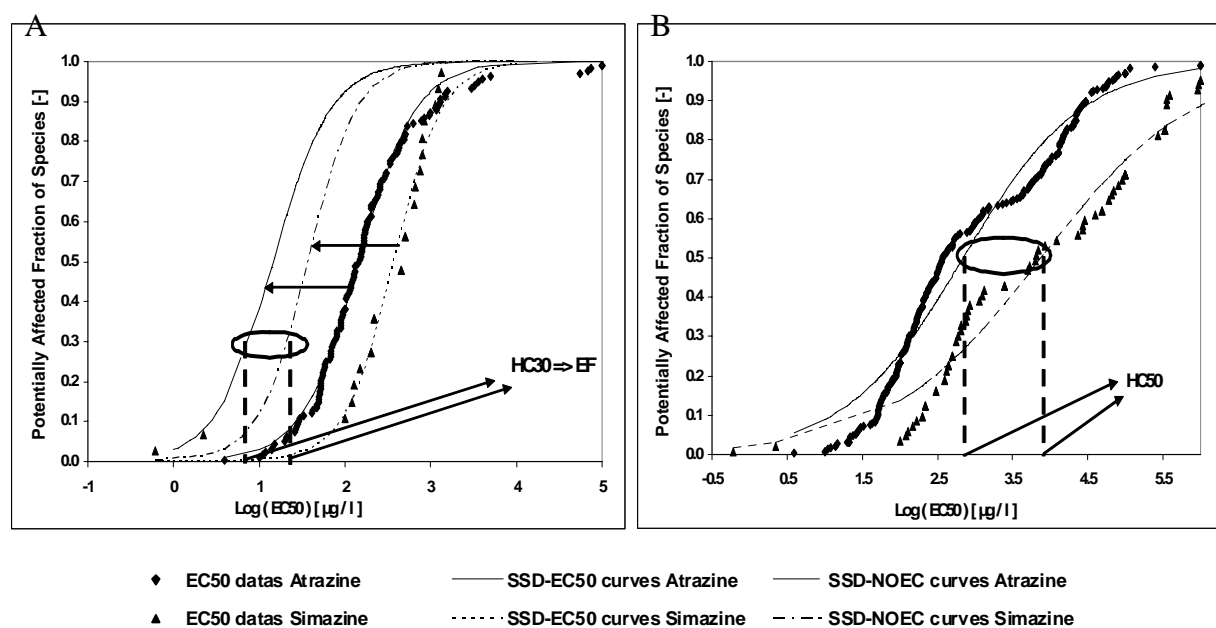 A
Potentially Affected Fraction of Species [-]
1.0
0.9
0.8
0.7
0.6
0.5
0.4
0.3
0.2
0.1
0.0
-1
0
1
2
3
4
5
Log (EC50) [µg/l]
HC30 => EF
B
Potentially Affected Fraction of Species [-]
1.0
0.9
0.8
0.7
0.6
0.5
0.4
0.3
0.2
0.1
0.0
-0.5
0.5
1.5
2.5
3.5
4.5
5.5
Log (EC50) [µg/l]
HC50
EC50 datas Atrazine
SSD-EC50 curves Atrazine
SSD-NOEC curves Atrazine
EC50 datas Simazine
SSD-EC50 curves Simazine
SSD-NOEC curves Simazine